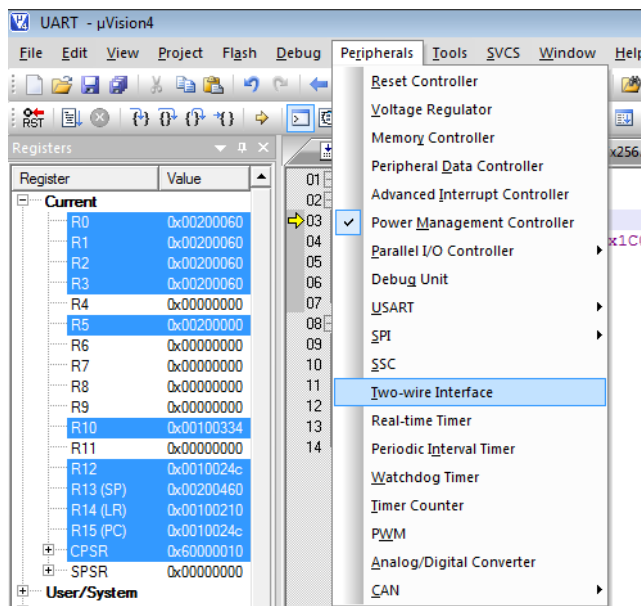 UART - µVision4
File Edit View Project Flash Debug Peripherals Tools SVCS Window Help
RST
Registers
Register Value
Current
R0 0x00200060
R1 0x00200060
R2 0x00200060
R3 0x00200060
R4 0x00000000
R5 0x00200000
R6 0x00000000
R7 0x00000000
R8 0x00000000
R9 0x00000000
R10 0x00100334
R11 0x00000000
R12 0x0010024c
R13 (SP) 0x00200460
R14 (LR) 0x00100210
R15 (PC) 0x0010024c
CPSR 0x60000010
SPSR 0x00000000
User/System
01
02
03
04
05
06
07
08
09
10
11
12
13
14
Reset Controller
Voltage Regulator
Memory Controller
Peripheral Data Controller
Advanced Interrupt Controller
Power Management Controller
Parallel I/O Controller
Debug Unit
USART
SPI
SSC
Two-wire Interface
Real-time Timer
Periodic Interval Timer
Watchdog Timer
Timer Counter
PWM
Analog/Digital Converter
CAN
x256
x1C